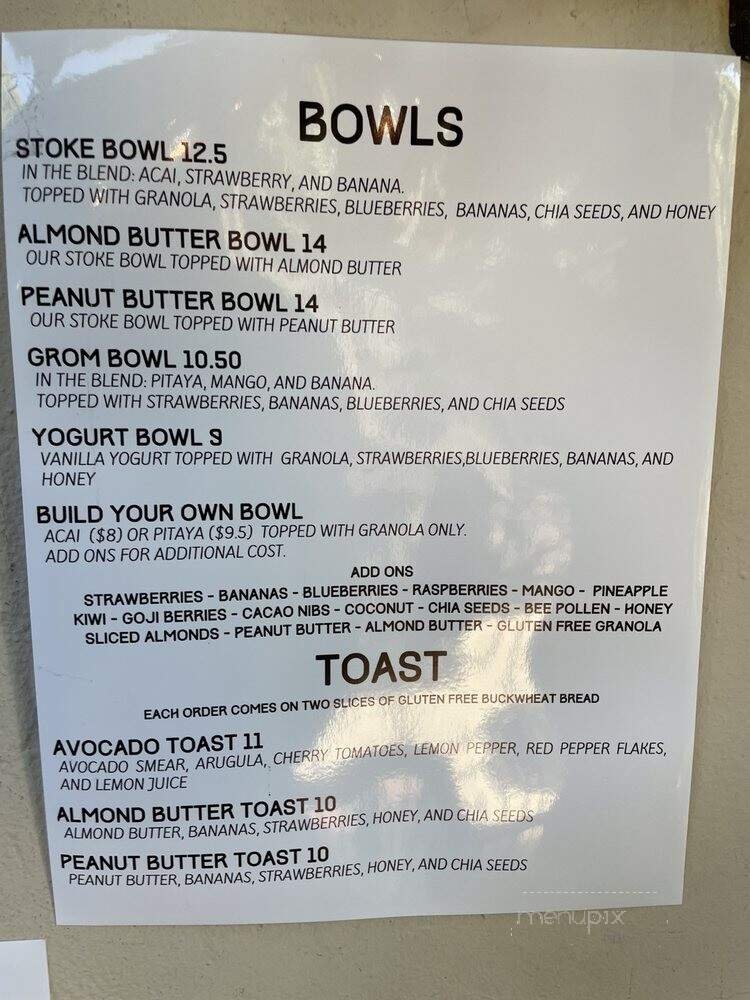 BOWLS
STOKE BOWL 12.5
IN THE BLEND: ACAI, STRAWBERRY, AND BANANA.
TOPPED WITH GRANOLA, STRAWBERRIES, BLUEBERRIES, BANANAS, CHIA SEEDS, AND HONEY
ALMOND BUTTER BOWL 14
OUR STOKE BOWL TOPPED WITH ALMOND BUTTER
PEANUT BUTTER BOWL 14
OUR STOKE BOWL TOPPED WITH PEANUT BUTTER
GROM BOWL 10.50
IN THE BLEND: PITAYA, MANGO, AND BANANA.
TOPPED WITH STRAWBERRIES, BANANAS, BLUEBERRIES, AND CHIA SEEDS
YOGURT BOWL 9
VANILLA YOGURT TOPPED WITH GRANOLA, STRAWBERRIES,BLUEBERRIES, BANANAS, AND
HONEY
BUILD YOUR OWN BOWL
ACAI ($8) OR PITAYA ($9.5) TOPPED WITH GRANOLA ONLY.
ADD ONS FOR ADDITIONAL COST.
ADD ONS
STRAWBERRIES - BANANAS - BLUEBERRIES - RASPBERRIES - MANGO - PINEAPPLE
KIWI - GOJI BERRIES - CACAO NIBS - COCONUT - CHIA SEEDS - BEE POLLEN - HONEY
SLICED ALMONDS - PEANUT BUTTER - ALMOND BUTTER - GLUTEN FREE GRANOLA
TOAST
EACH ORDER COMES ON TWO SLICES OF GLUTEN FREE BUCKWHEAT BREAD
AVOCADO TOAST 11
AVOCADO SMEAR, ARUGULA, CHERRY TOMATOES, LEMON PEPPER, RED PEPPER FLAKES,
AND LEMON JUICE
ALMOND BUTTER TOAST 10
ALMOND BUTTER, BANANAS, STRAWBERRIES, HONEY, AND CHIA SEEDS
PEANUT BUTTER TOAST 10
PEANUT BUTTER, BANANAS, STRAWBERRIES, HONEY, AND CHIA SEEDS
menupix